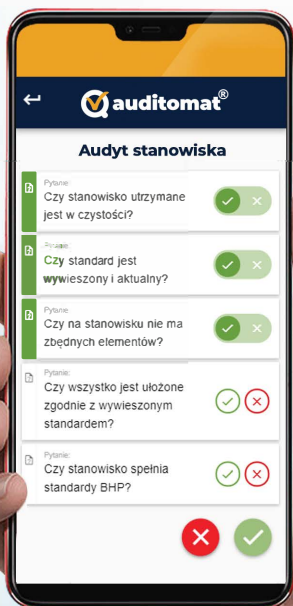 auditomat®
Audyt stanowiska
Pytanie:
Czy stanowisko utrzymane
jest w czystości?
Pytanie:
Czy standard jest
wywieszony i aktualny?
Pytanie:
Czy na stanowisku nie ma
zbędnych elementów?
Pytanie:
Czy wszystko jest ułożone
zgodnie z wywieszonym
standardem?
Pytanie:
Czy stanowisko spełnia
standardy BHP?